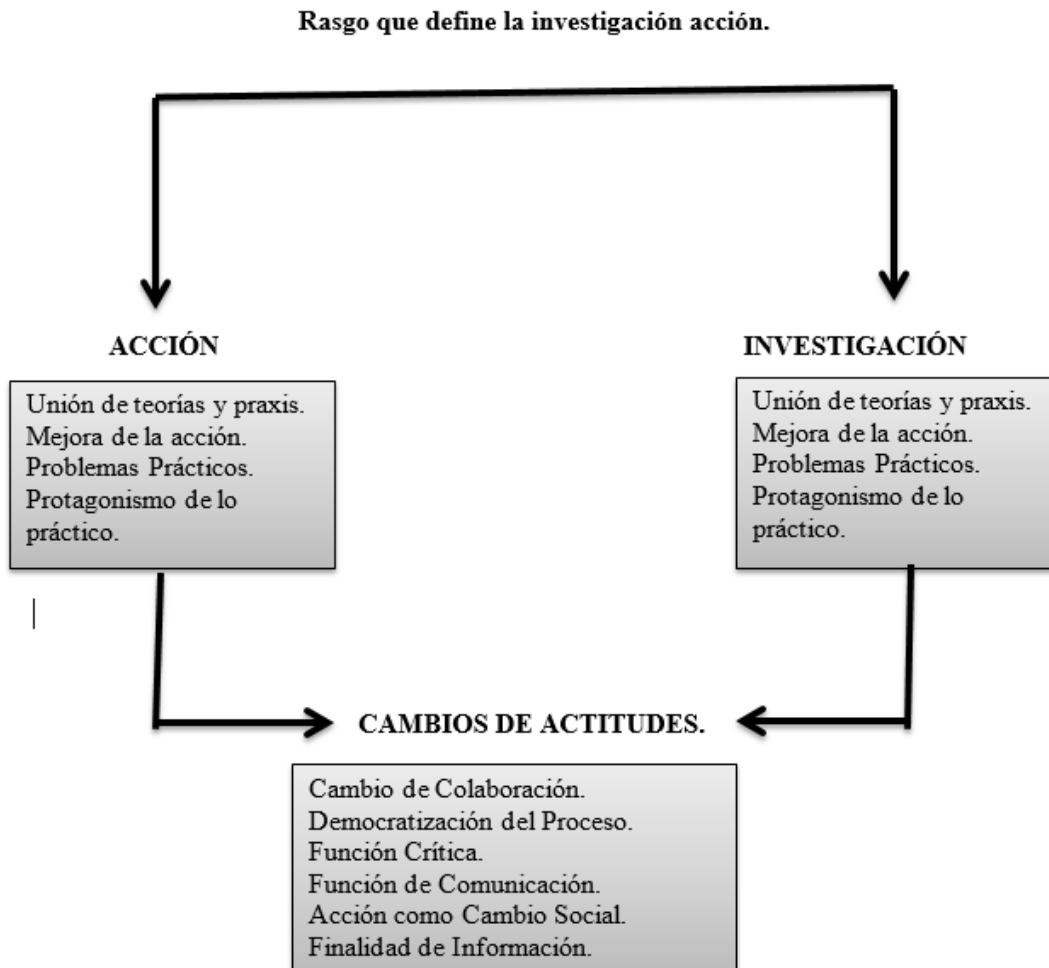 Rasgo que define la investigación acción.
ACCIÓN
Unión de teorías y praxis.
Mejora de la acción.
Problemas Prácticos.
Protagonismo de lo
práctico.
INVESTIGACIÓN
Unión de teorías y praxis.
Mejora de la acción.
Problemas Prácticos.
Protagonismo de lo
práctico.
CAMBIOS DE ACTITUDES.
Cambio de Colaboración.
Democratización del Proceso.
Función Crítica.
Función de Comunicación.
Acción como Cambio Social.
Finalidad de Información.